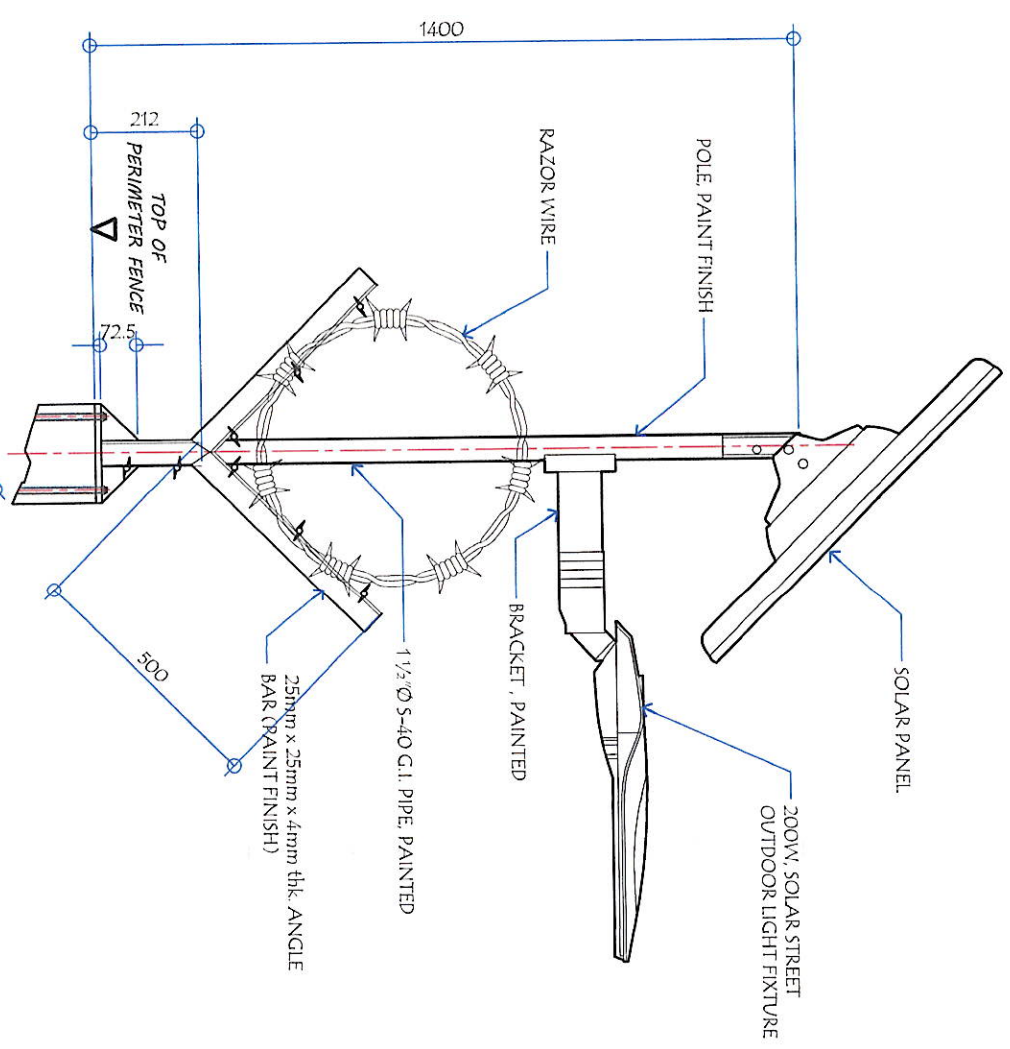 1400
212
TOP OF
PERIMETER FENCE
72.5
RAZOR WIRE
POLE, PAINT FINISH
SOLAR PANEL
200W, SOLAR STREET
OUTDOOR LIGHT FIXTURE
BRACKET , PAINTED
1 ½"Ø S-40 G.I. PIPE, PAINTED
25mm x 25mm x 4mm thk. ANGLE
BAR (PAINT FINISH)
500